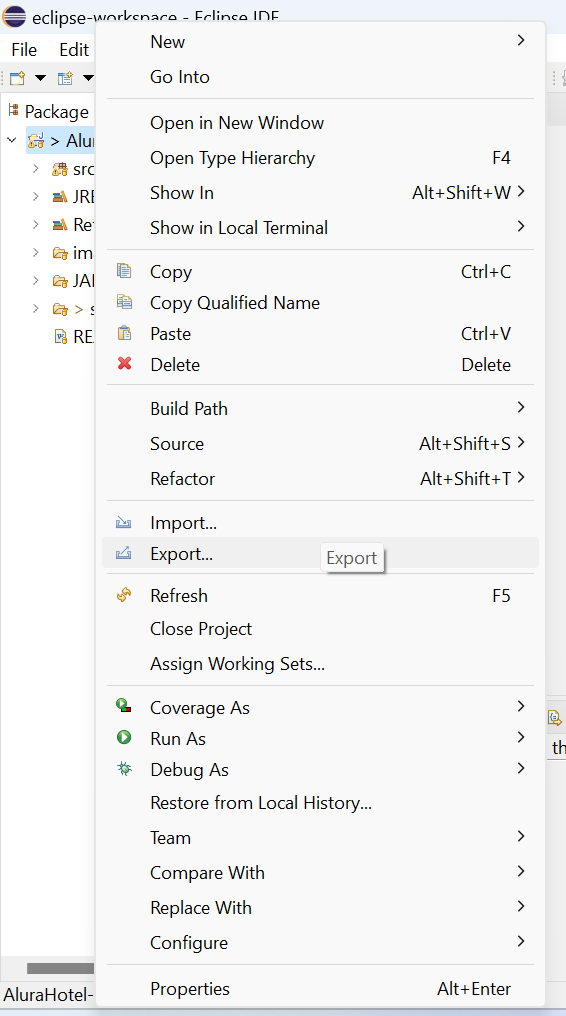 eclipse-workspace - Eclipse IDE
File Edit
Package
> Alu
src
JRE
Re
im
JAR
>
RE
New
Go Into
Open in New Window
Open Type Hierarchy F4
Show In Alt+Shift+W
Show in Local Terminal
Copy Ctrl+C
Copy Qualified Name
Paste Ctrl+V
Delete Delete
Build Path
Source Alt+Shift+S
Refactor Alt+Shift+T
Import...
Export...
Export
Refresh F5
Close Project
Assign Working Sets...
Coverage As
Run As
Debug As
Restore from Local History...
Team
Compare With
Replace With
Configure
Properties Alt+Enter
th
AluraHotel-